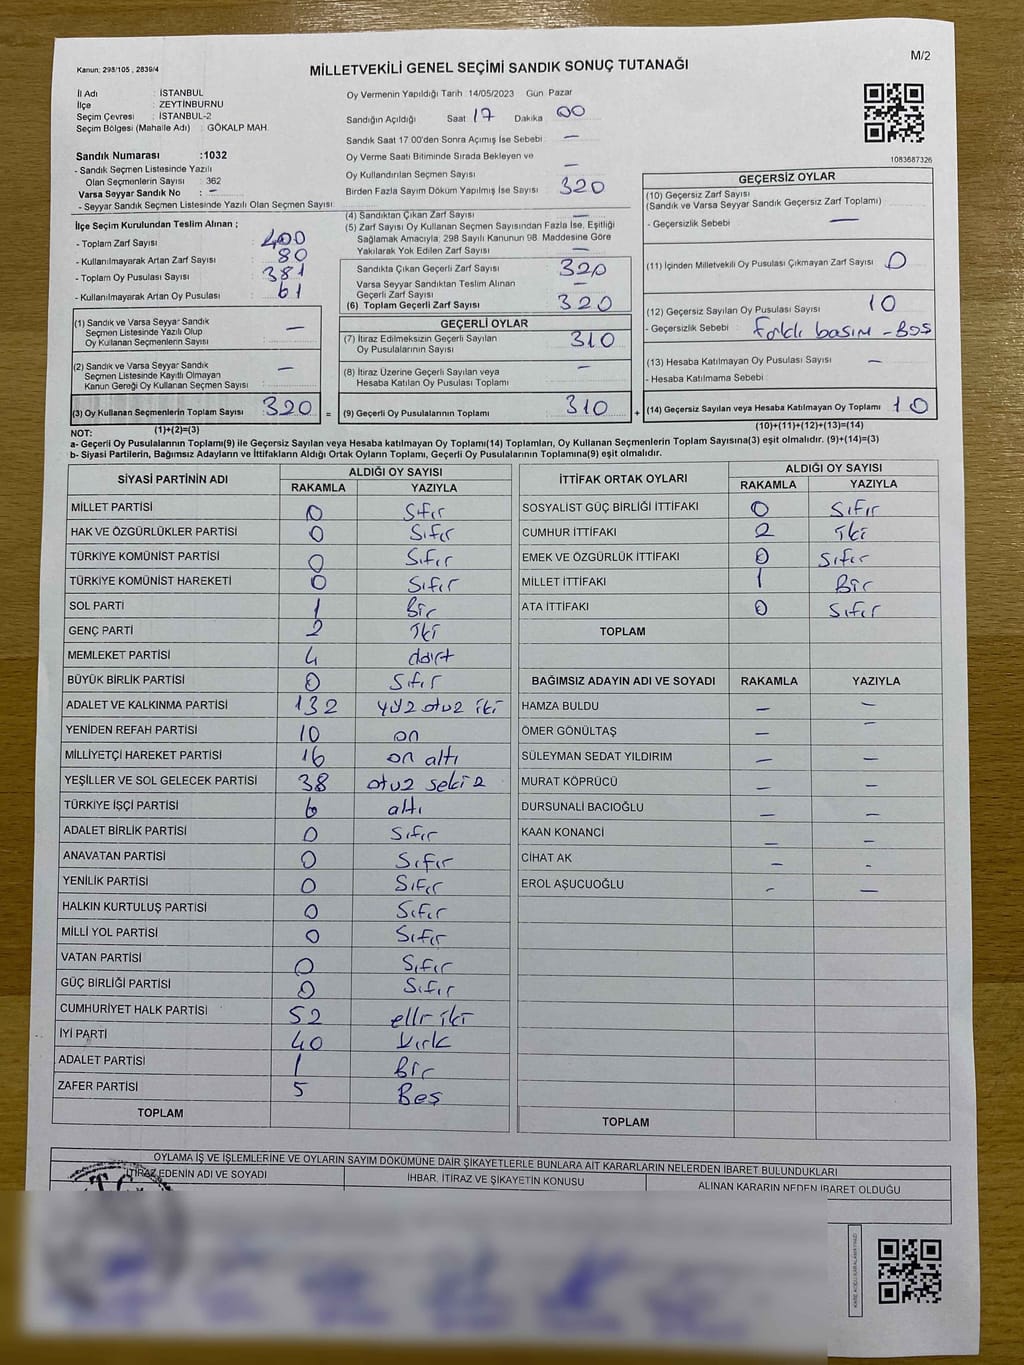 Kanun: 298/105 , 2839/4
MİLLETVEKİLİ GENEL SEÇİMİ SANDIK SONUÇ TUTANAĞI
M/2
İl Adı : İSTANBUL
İlçe : ZEYTİNBURNU
Seçim Çevresi : İSTANBUL-2
Seçim Bölgesi (Mahalle Adı) : GÖKALP MAH.
Sandık Numarası :1032
- Sandık Seçmen Listesinde Yazılı
Olan Seçmenlerin Sayısı : 362
Varsa Seyyar Sandık No : –
- Seyyar Sandık Seçmen Listesinde Yazılı Olan Seçmen Sayısı:
Oy Vermenin Yapıldığı Tarih :14/05/2023 Gün Pazar
Sandığın Açıldığı Saat 17 Dakika 00
Sandık Saat 17 00'den Sonra Açımış İse Sebebi : –
Oy Verme Saati Bitiminde Sırada Bekleyen ve
Oy Kullandırılan Seçmen Sayısı –
Birden Fazla Sayım Döküm Yapılmış İse Sayısı : 320
1083687326
İlçe Seçim Kurulundan Teslim Alınan ;
- Toplam Zarf Sayısı : 400
- Kullanılmayarak Artan Zarf Sayısı : 80
- Toplam Oy Pusulası Sayısı : 381
- Kullanılmayarak Artan Oy Pusulası : 61
(1) Sandık ve Varsa Seyyar Sandık
Seçmen Listesinde Yazılı Olup
Oy Kullanan Seçmenlerin Sayısı : –
(2) Sandık ve Varsa Seyyar Sandık
Seçmen Listesinde Kayıtlı Olmayan
Kanun Gereği Oy Kullanan Seçmen Sayısı : –
(3) Oy Kullanan Seçmenlerin Toplam Sayısı : 320
(1)+(2)=(3)
(4) Sandıktan Çıkan Zarf Sayısı : –
(5) Zarf Sayısı Oy Kullanan Seçmen Sayısından Fazla İse, Eşitliği
Sağlamak Amacıyla, 298 Sayılı Kanunun 98. Maddesine Göre
Yakılarak Yok Edilen Zarf Sayısı : –
Sandıkta Çıkan Geçerli Zarf Sayısı : 320
Varsa Seyyar Sandıktan Teslim Alınan
Geçerli Zarf Sayısı : –
(6) Toplam Geçerli Zarf Sayısı : 320
GEÇERLİ OYLAR
(7) İtiraz Edilmeksizin Geçerli Sayılan
Oy Pusulalarının Sayısı : 310
(8) İtiraz Üzerine Geçerli Sayılan veya
Hesaba Katılan Oy Pusulası Toplamı : –
= (9) Geçerli Oy Pusulalarının Toplamı : 310
GEÇERSİZ OYLAR
(10) Geçersiz Zarf Sayısı
(Sandık ve Varsa Seyyar Sandık Geçersiz Zarf Toplamı)
- Geçersizlik Sebebi : –
(11) İçinden Milletvekili Oy Pusulası Çıkmayan Zarf Sayısı : 0
(12) Geçersiz Sayılan Oy Pusulası Sayısı : 10
- Geçersizlik Sebebi : Farklı basım - Boş
(13) Hesaba Katılmayan Oy Pusulası Sayısı : –
- Hesaba Katılmama Sebebi :
+ (14) Geçersiz Sayılan veya Hesaba Katılmayan Oy Toplamı : 10
(10)+(11)+(12)+(13)=(14)
NOT:
a- Geçerli Oy Pusulalarının Toplamı(9) ile Geçersiz Sayılan veya Hesaba katılmayan Oy Toplamı(14) Toplamları, Oy Kullanan Seçmenlerin Toplam Sayısına(3) eşit olmalıdır. (9)+(14)=(3)
b- Siyasi Partilerin, Bağımsız Adayların ve İttifakların Aldığı Ortak Oyların Toplamı, Geçerli Oy Pusulalarının Toplamına(9) eşit olmalıdır.
SİYASİ PARTİNİN ADI ALDIĞI OY SAYISI
RAKAMLA YAZIYLA
MİLLET PARTİSİ 0 Sıfır
HAK VE ÖZGÜRLÜKLER PARTİSİ 0 Sıfır
TÜRKİYE KOMÜNİST PARTİSİ 0 Sıfır
TÜRKİYE KOMÜNİST HAREKETİ 0 Sıfır
SOL PARTİ 1 Bir
GENÇ PARTİ 2 iki
MEMLEKET PARTİSİ 4 dört
BÜYÜK BİRLİK PARTİSİ 0 Sıfır
ADALET VE KALKINMA PARTİSİ 132 yüz otuz iki
YENİDEN REFAH PARTİSİ 10 on
MİLLİYETÇİ HAREKET PARTİSİ 16 on altı
YEŞİLLER VE SOL GELECEK PARTİSİ 38 otuz sekiz
TÜRKİYE İŞÇİ PARTİSİ 6 altı
ADALET BİRLİK PARTİSİ 0 Sıfır
ANAVATAN PARTİSİ 0 Sıfır
YENİLİK PARTİSİ 0 Sıfır
HALKIN KURTULUŞ PARTİSİ 0 Sıfır
MİLLİ YOL PARTİSİ 0 Sıfır
VATAN PARTİSİ 0 Sıfır
GÜÇ BİRLİĞİ PARTİSİ 0 Sıfır
CUMHURİYET HALK PARTİSİ 52 elli iki
İYİ PARTİ 40 kırk
ADALET PARTİSİ 1 Bir
ZAFER PARTİSİ 5 Beş
TOPLAM
İTTİFAK ORTAK OYLARI ALDIĞI OY SAYISI
RAKAMLA YAZIYLA
SOSYALİST GÜÇ BİRLİĞİ İTTİFAKI 0 Sıfır
CUMHUR İTTİFAKI 2 iki
EMEK VE ÖZGÜRLÜK İTTİFAKI 0 Sıfır
MİLLET İTTİFAKI 1 Bir
ATA İTTİFAKI 0 Sıfır
TOPLAM
BAĞIMSIZ ADAYIN ADI VE SOYADI RAKAMLA YAZIYLA
HAMZA BULDU – –
ÖMER GÖNÜLTAŞ – –
SÜLEYMAN SEDAT YILDIRIM – –
MURAT KÖPRÜCÜ – –
DURSUNALİ BACIOĞLU – –
KAAN KONANCİ – –
CİHAT AK – -
EROL AŞUCUOĞLU - –
TOPLAM
OYLAMA İŞ VE İŞLEMLERİNE VE OYLARIN SAYIM DÖKÜMÜNE DAİR ŞİKAYETLERLE BUNLARA AİT KARARLARIN NELERDEN İBARET BULUNDUKLARI
İTİRAZ EDENİN ADI VE SOYADI İHBAR, İTİRAZ VE ŞİKAYETİN KONUSU ALINAN KARARIN NEDEN İBARET OLDUĞU
T.C.